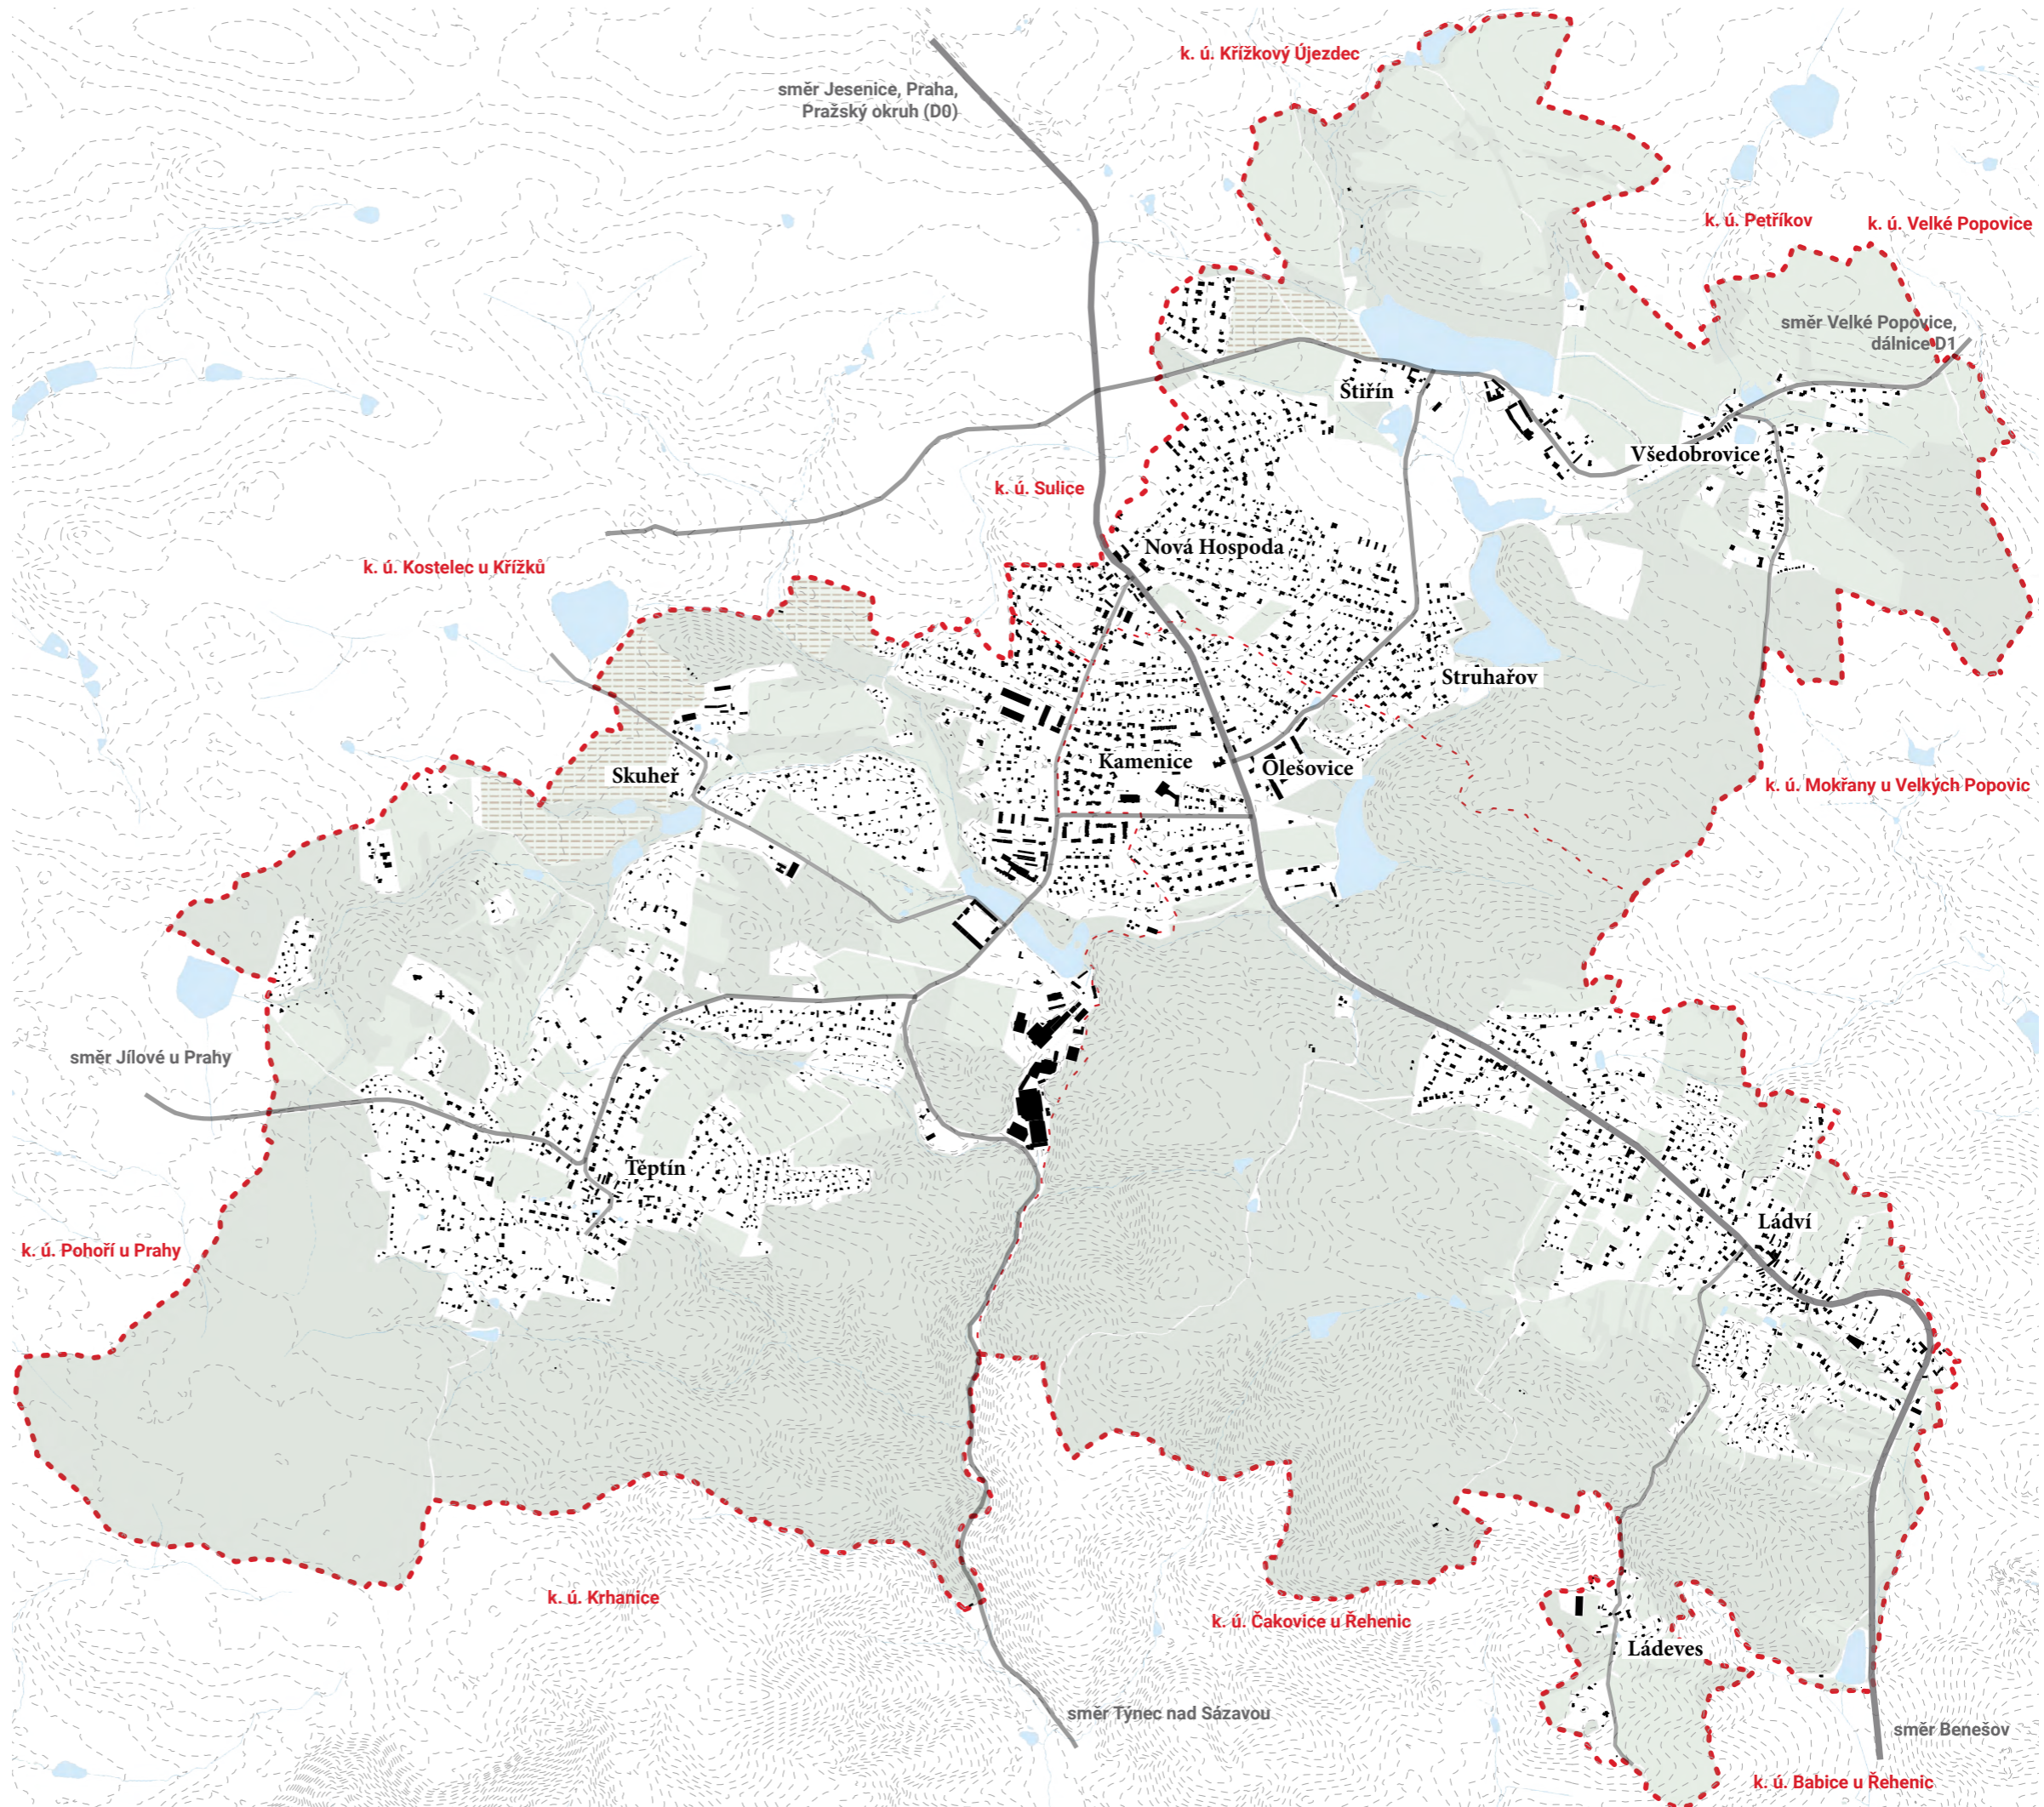 k. ú. Křížkový Újezdec
směr Jesenice, Praha,
Pražský okruh (D0)
k. ú. Petříkov
k. ú. Velké Popovice
směr Velké Popovice,
dálnice D1
Štiřín
Všedobrovice
k. ú. Sulice
Nová Hospoda
k. ú. Kostelec u Křížků
Struhařov
Kamenice
Olešovice
Skuheř
k. ú. Mokřany u Velkých Popovic
směr Jílové u Prahy
Těptín
Ládví
k. ú. Pohoří u Prahy
k. ú. Krhanice
k. ú. Čakovice u Řehenic
Ládeves
směr Týnec nad Sázavou
směr Benešov
k. ú. Babice u Řehenic